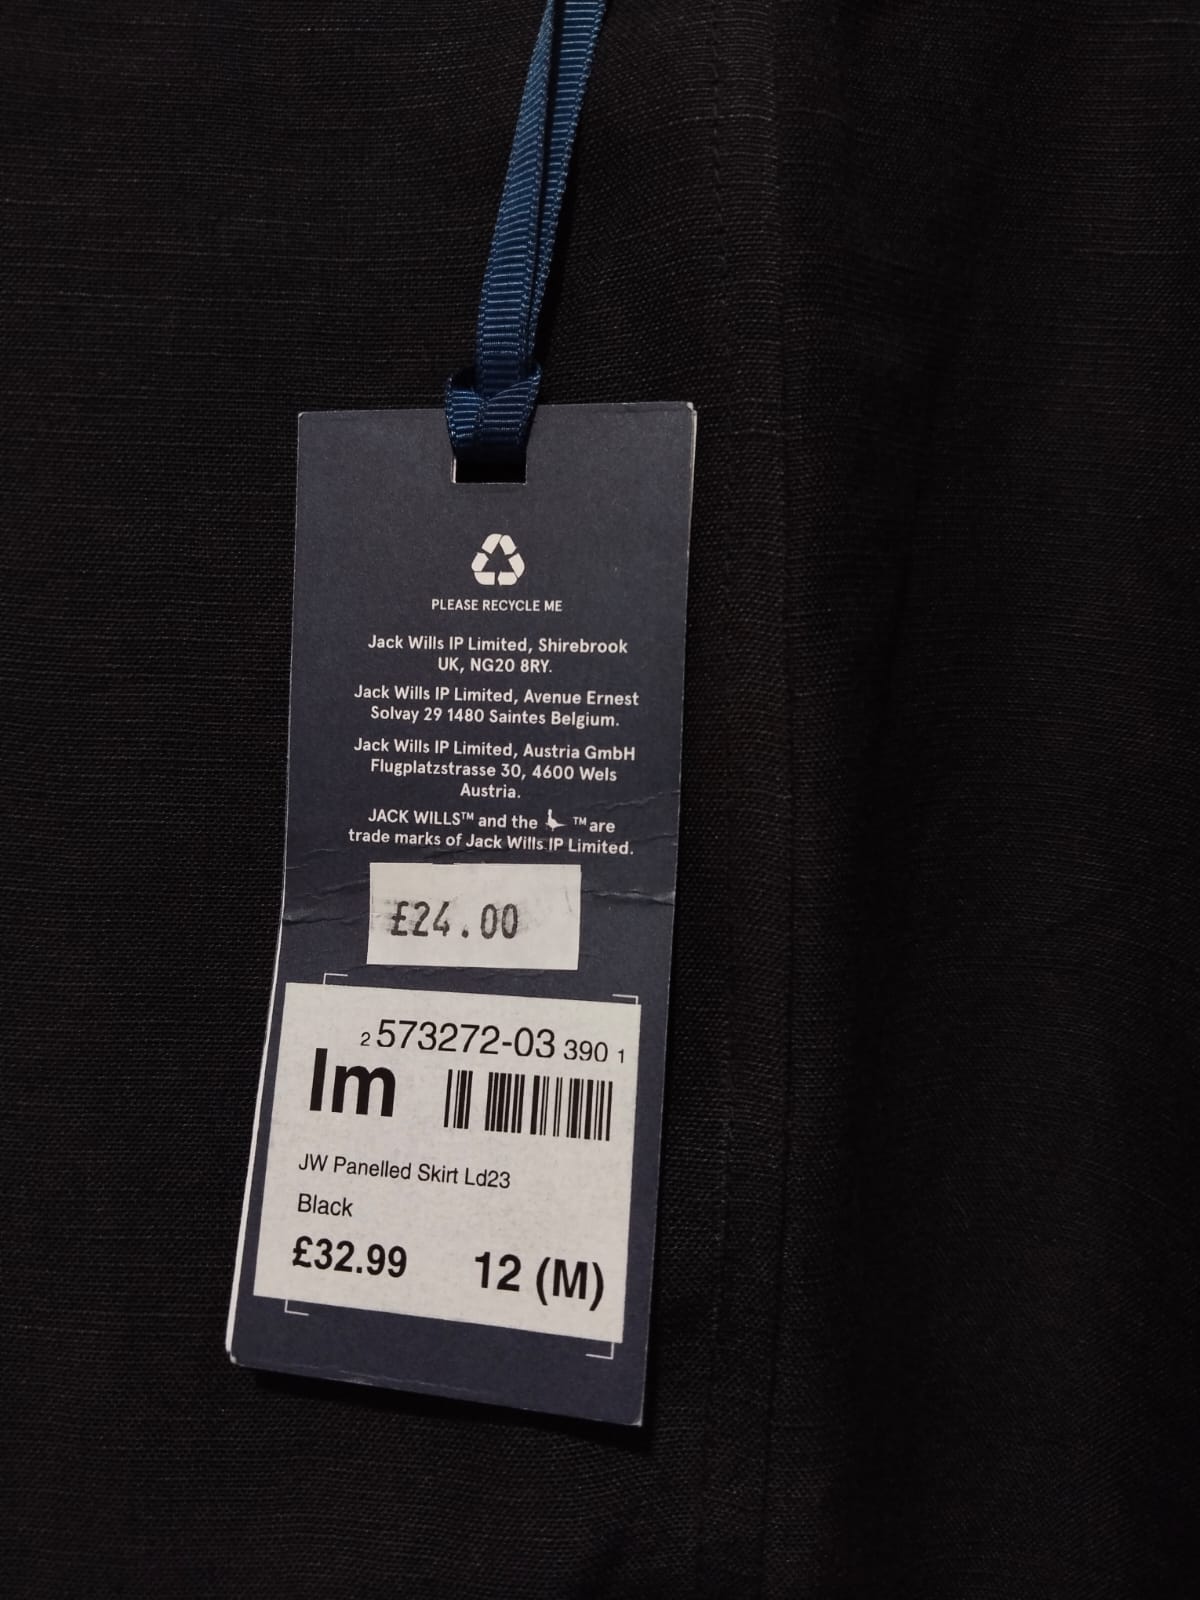 PLEASE RECYCLE ME
Jack Wills IP Limited, Shirebrook
UK, NG20 8RY.
Jack Wills IP Limited, Avenue Ernest
Solvay 29 1480 Saintes Belgium.
Jack Wills IP Limited, Austria GmbH
Flugplatzstrasse 30, 4600 Wels
Austria.
JACK WILLS™ and the ™ are
trade marks of Jack Wills IP Limited.
£24.00
2 573272-03 390 1
lm
JW Panelled Skirt Ld23
Black
£32.99 12 (M)